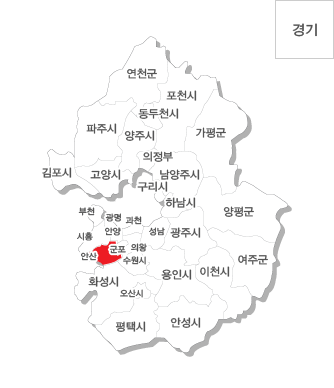 경기
연천군
포천시
동두천시
파주시
양주시
가평군
의정부
김포시
고양시
남양주시
구리시
하남시
부천
광명
과천
양평군
시흥
안양
성남
광주시
군포
의왕
안산
수원시
여주군
화성시
용인시
이천시
오산시
평택시
안성시